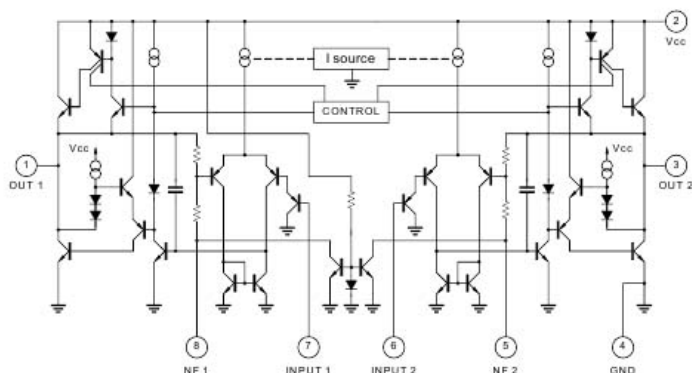 2
Vcc
I source
CONTROL
1
OUT 1
Vcc
Vcc
3
OUT 2
8
NF 1
7
INPUT 1
6
INPUT 2
5
NF 2
4
GND